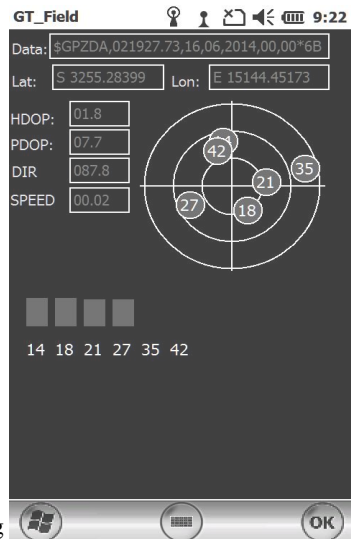 GT_Field 9:22
Data: $GPZDA,021927.73,16,06,2014,00,00*6B
Lat: S 3255.28399 Lon: E 15144.45173
HDOP: 01.8
PDOP: 07.7
DIR 087.8
SPEED 00.02
42
35
21
27
18
14 18 21 27 35 42
OK